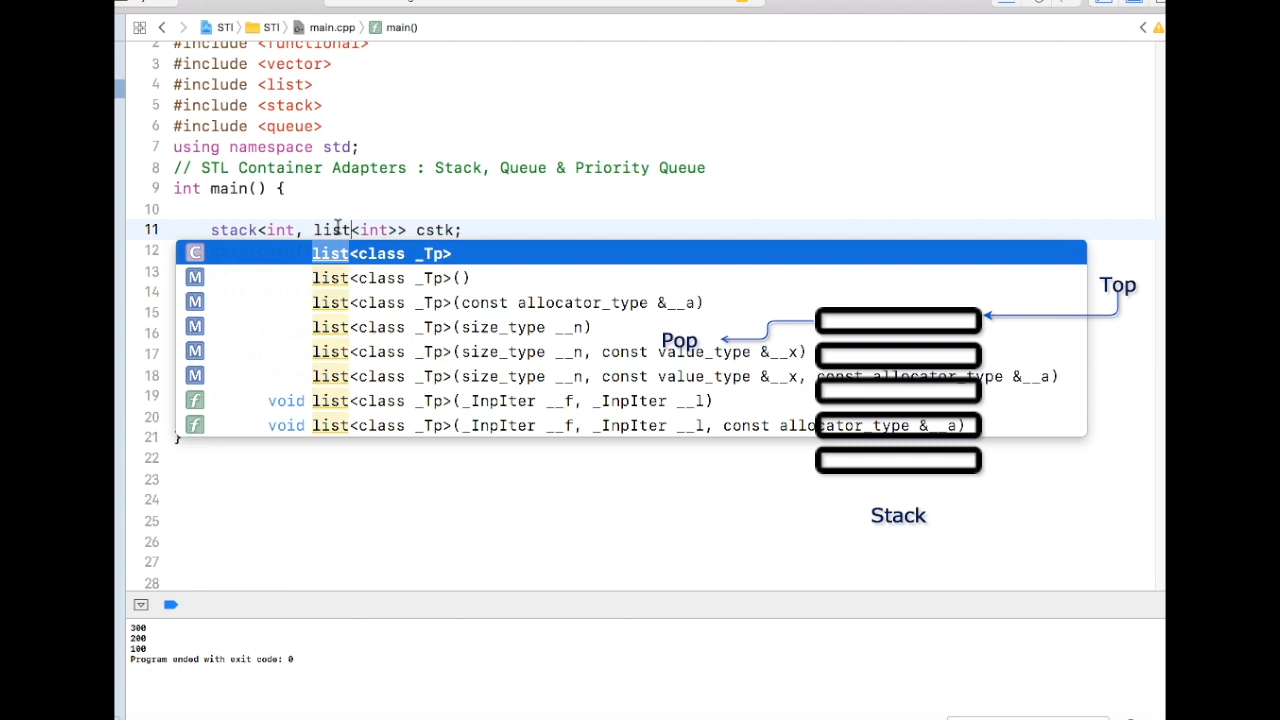 STI STI main.cpp main()
2 #include <functional>
3 #include <vector>
4 #include <list>
5 #include <stack>
6 #include <queue>
7 using namespace std;
8 // STL Container Adapters : Stack, Queue & Priority Queue
9 int main() {
10
11 stack<int, list<int>> cstk;
12 C list<class _Tp>
13 M list<class _Tp>()
14 M list<class _Tp>(const allocator_type &__a)
15 M list<class _Tp>(size_type __n)
16
17 M list<class _Tp>(size_type __n, const value_type &__x)
18 M list<class _Tp>(size_type __n, const value_type &__x, const allocator_type &__a)
19 f void list<class _Tp>(_InpIter __f, _InpIter __l)
20 f void list<class _Tp>(_InpIter __f, _InpIter __l, const allocator_type &__a)
21 }
22
23
24
25
26
27
28
Top
Pop
Stack
300
200
100
Program ended with exit code: 0